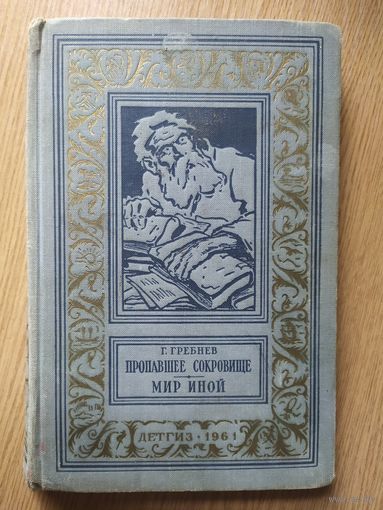 Г. ГРЕБНЕВ
ПРОПАВШЕЕ СОКРОВИЩЕ
МИР ИНОЙ
ДЕТГИЗ · 1961